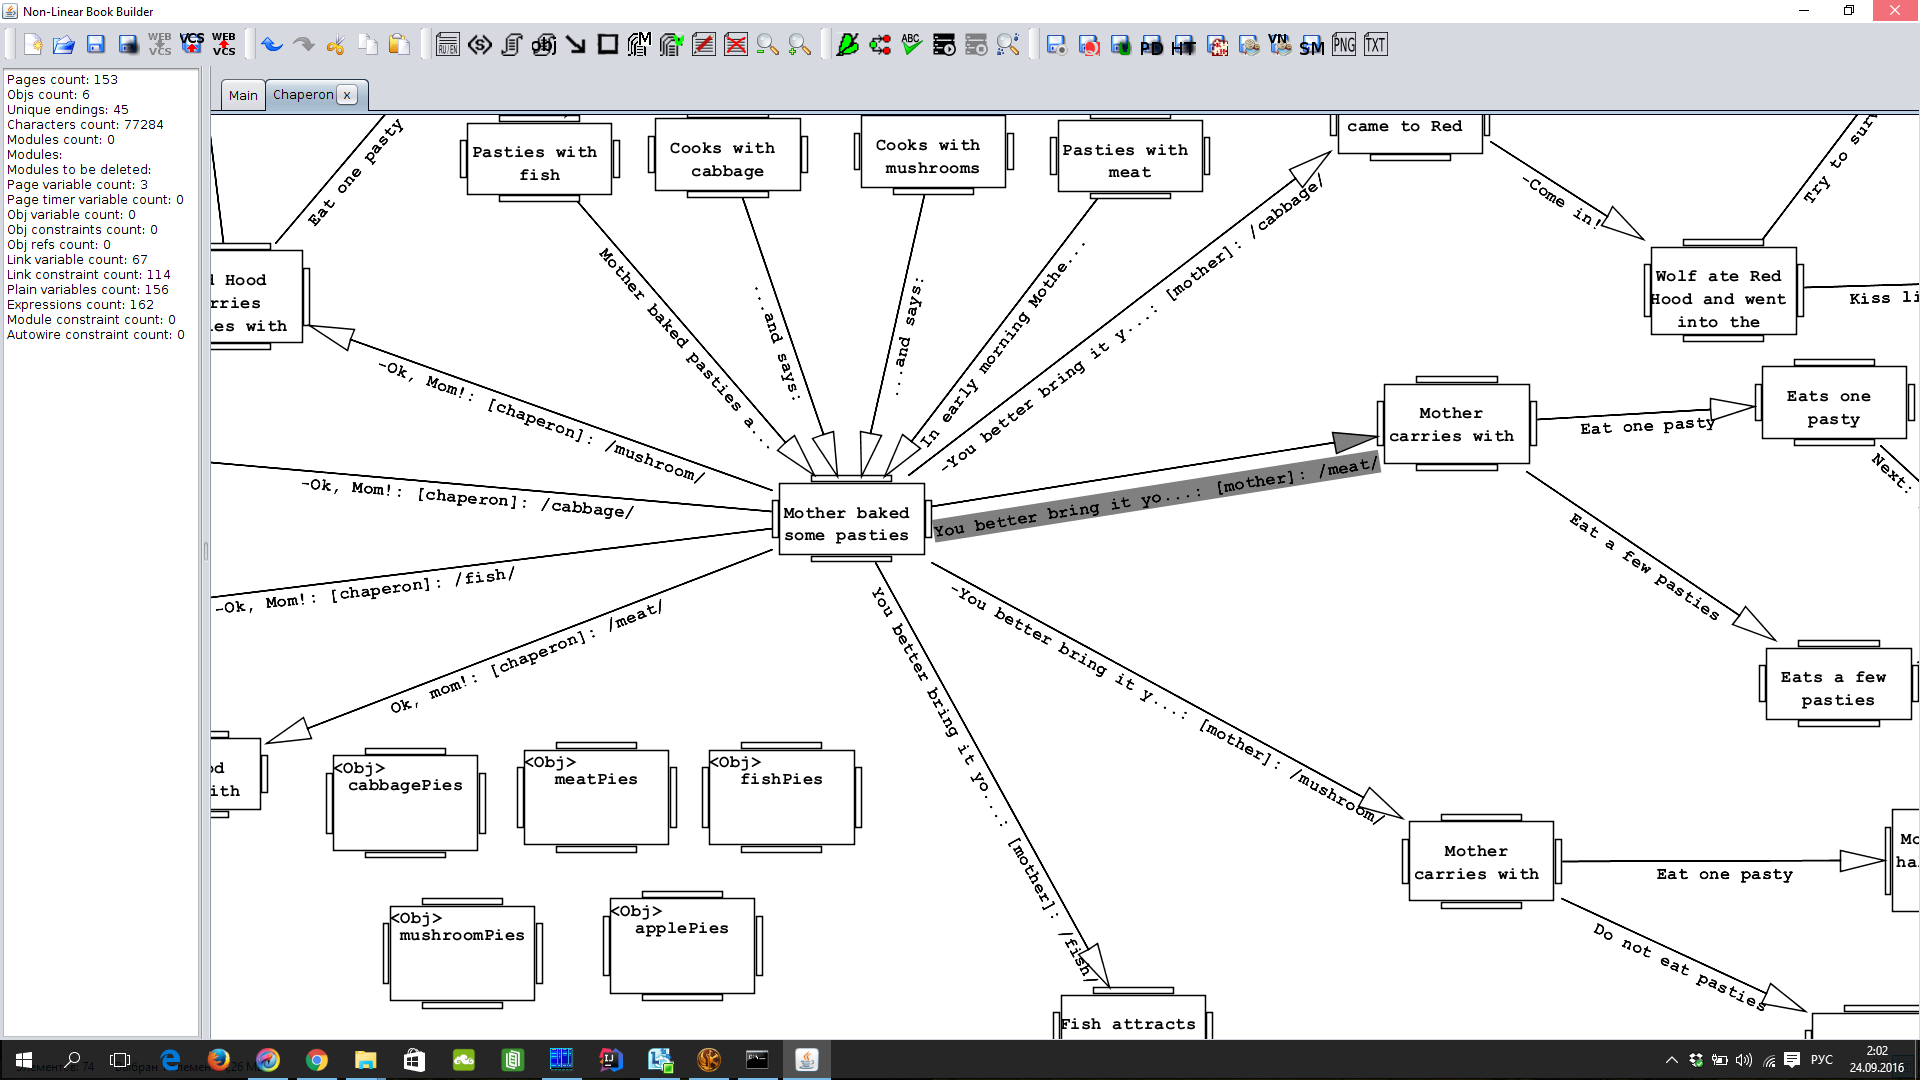 Non-Linear Book Builder
WEB VCS
VCS
WEB VCS
RU/EN
<S>
obj
M
ABC
PD
HT
VN
SM
PNG
TXT
Pages count: 153
Objs count: 6
Unique endings: 45
Characters count: 77284
Modules count: 0
Modules:
Modules to be deleted:
Page variable count: 3
Page timer variable count: 0
Obj variable count: 0
Obj constraints count: 0
Obj refs count: 0
Link variable count: 67
Link constraint count: 114
Plain variables count: 156
Expressions count: 162
Module constraint count: 0
Autowire constraint count: 0
Main
Chaperon x
Eat one pasty
Pasties with
fish
Cooks with
cabbage
Cooks with
mushrooms
Pasties with
meat
came to Red
-Come in!
Try to sur
Hood
rries
es with
Mother baked pasties a...
...and says:
...and says:
In early morning Mothe...
-You better bring it y...: [mother]: /cabbage/
Wolf ate Red
Hood and went
into the
Kiss li
-Ok, Mom!: [chaperon]: /mushroom/
-Ok, Mom!: [chaperon]: /cabbage/
-Ok, Mom!: [chaperon]: /fish/
Ok, mom!: [chaperon]: /meat/
Mother baked
some pasties
You better bring it yo...: [mother]: /meat/
Mother
carries with
Eat one pasty
Eats one
pasty
Next:
Eat a few pasties
Eats a few
pasties
-You better bring it y...: [mother]: /mushroom/
You better bring it yo...: [mother]: /fish/
ith
<Obj>
cabbagePies
<Obj>
meatPies
<Obj>
fishPies
<Obj>
mushroomPies
<Obj>
applePies
Mother
carries with
Eat one pasty
Mo
ha
Do not eat pasties
Fish attracts
РУС
2:02
24.09.2016